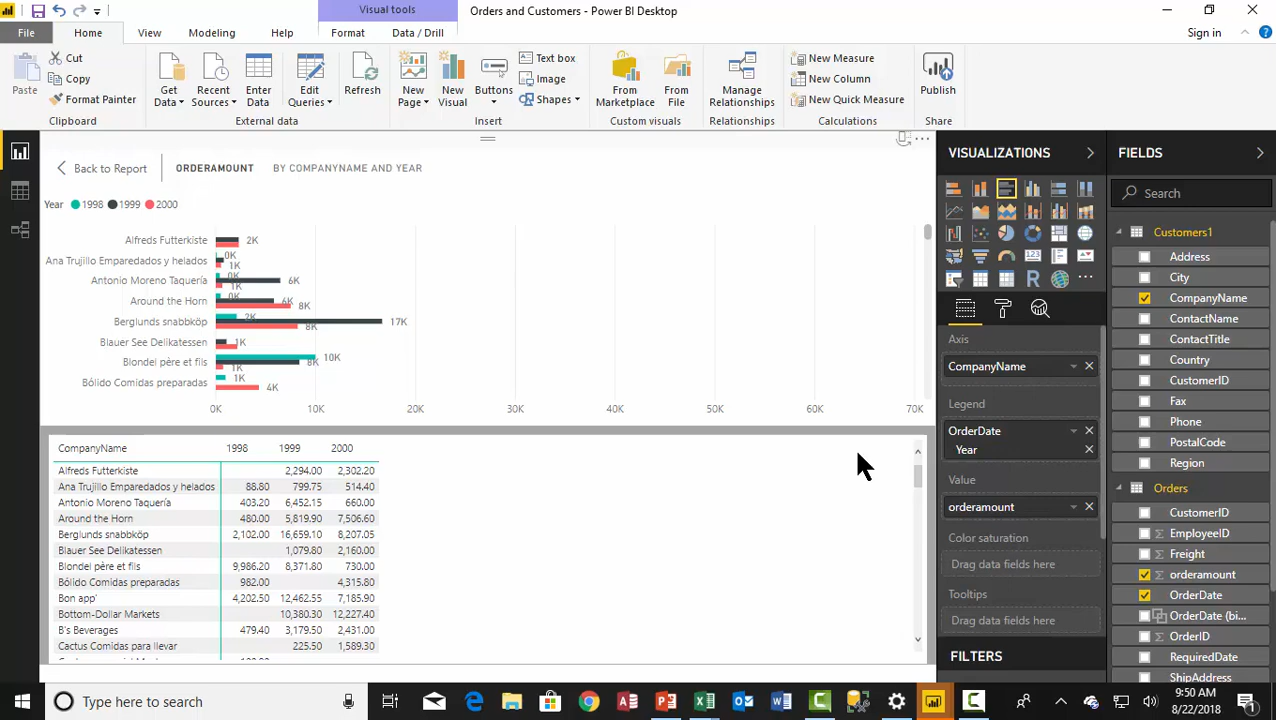 Visual tools
Orders and Customers - Power BI Desktop
File Home View Modeling Help Format Data / Drill Sign in
Paste
Cut
Copy
Format Painter
Clipboard
Get Data
Recent Sources
Enter Data
Edit Queries
Refresh
External data
New Page
New Visual
Buttons
Text box
Image
Shapes
Insert
From Marketplace
From File
Custom visuals
Manage Relationships
Relationships
New Measure
New Column
New Quick Measure
Calculations
Publish
Share
Back to Report ORDERAMOUNT BY COMPANYNAME AND YEAR
Year 1998 1999 2000
Alfreds Futterkiste 2K
Ana Trujillo Emparedados y helados 0K 1K
Antonio Moreno Taquería 0K 6K 1K
Around the Horn 0K 6K 8K
Berglunds snabbköp 2K 17K 8K
Blauer See Delikatessen 1K
Blondel père et fils 10K 8K 1K
Bólido Comidas preparadas 1K 4K
0K 10K 20K 30K 40K 50K 60K 70K
CompanyName 1998 1999 2000
Alfreds Futterkiste 2,294.00 2,302.20
Ana Trujillo Emparedados y helados 88.80 799.75 514.40
Antonio Moreno Taquería 403.20 6,452.15 660.00
Around the Horn 480.00 5,819.90 7,506.60
Berglunds snabbköp 2,102.00 16,659.10 8,207.05
Blauer See Delikatessen 1,079.80 2,160.00
Blondel père et fils 9,986.20 8,371.80 730.00
Bólido Comidas preparadas 982.00 4,315.80
Bon app' 4,202.50 12,462.55 7,185.90
Bottom-Dollar Markets 10,380.30 12,227.40
B's Beverages 479.40 3,179.50 2,431.00
Cactus Comidas para llevar 225.50 1,589.30
VISUALIZATIONS
R
Axis
CompanyName
Legend
OrderDate
Year
Value
orderamount
Color saturation
Drag data fields here
Tooltips
Drag data fields here
FILTERS
FIELDS
Search
Customers1
Address
City
CompanyName
ContactName
ContactTitle
Country
CustomerID
Fax
Phone
PostalCode
Region
Orders
CustomerID
EmployeeID
Freight
orderamount
OrderDate
OrderDate (bi...
OrderID
RequiredDate
ShipAddress
Type here to search
9:50 AM
8/22/2018
1